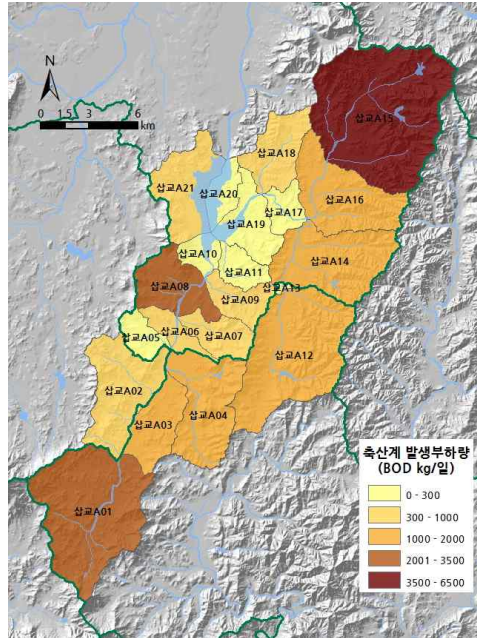 N
0 1.5 3 6
km
삽교A15
삽교A18
삽교A21
삽교A20
삽교A16
삽교A17
삽교A19
삽교A10
삽교A14
삽교A11
삽교A08
삽교A13
삽교A09
삽교A06
삽교A05
삽교A07
삽교A12
삽교A02
삽교A04
삽교A03
삽교A01
축산계 발생부하량
(BOD kg/일)
0 - 300
300 - 1000
1000 - 2000
2001 - 3500
3500 - 6500